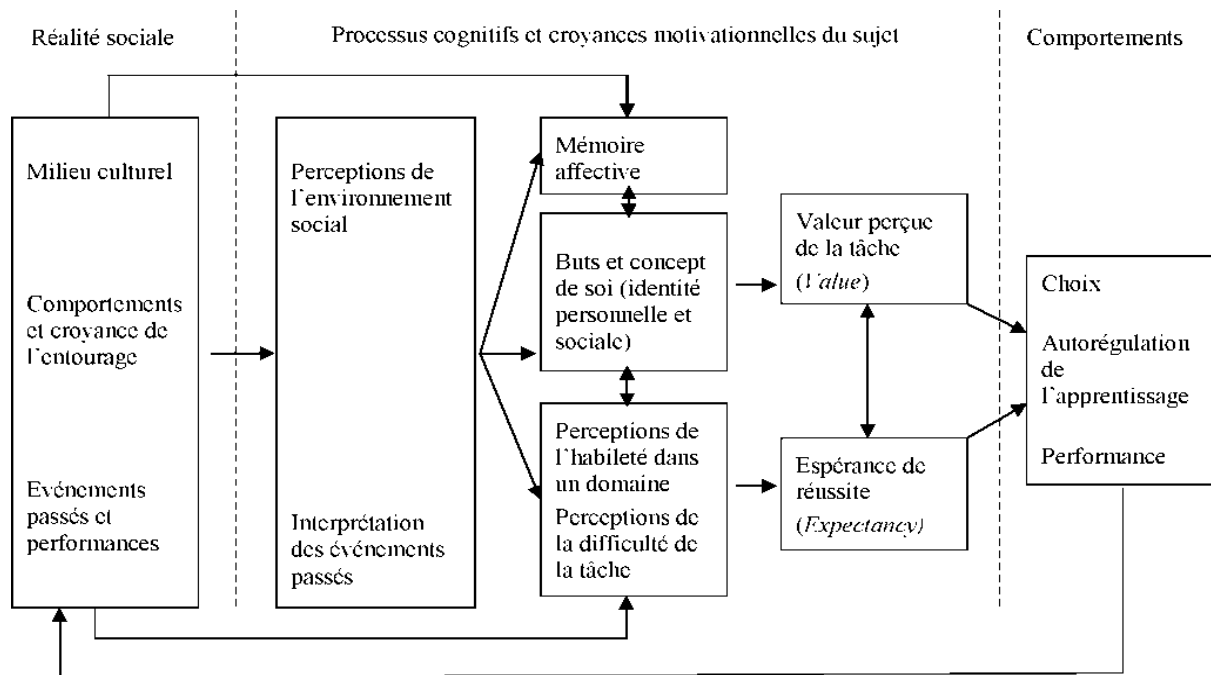 Réalité sociale
Processus cognitifs et croyances motivationnelles du sujet
Comportements
Milieu culturel
Comportements
et croyance de
l'entourage
Evénements
passés et
performances
Perceptions de
l'environnement
social
Interprétation
des événements
passés
Mémoire
affective
Buts et concept
de soi (identité
personnelle et
sociale)
Perceptions de
l'habileté dans
un domaine
Perceptions de
la difficulté de
la tâche
Valeur perçue
de la tâche
(Value)
Espérance de
réussite
(Expectancy)
Choix
Autorégulation
de
l'apprentissage
Performance